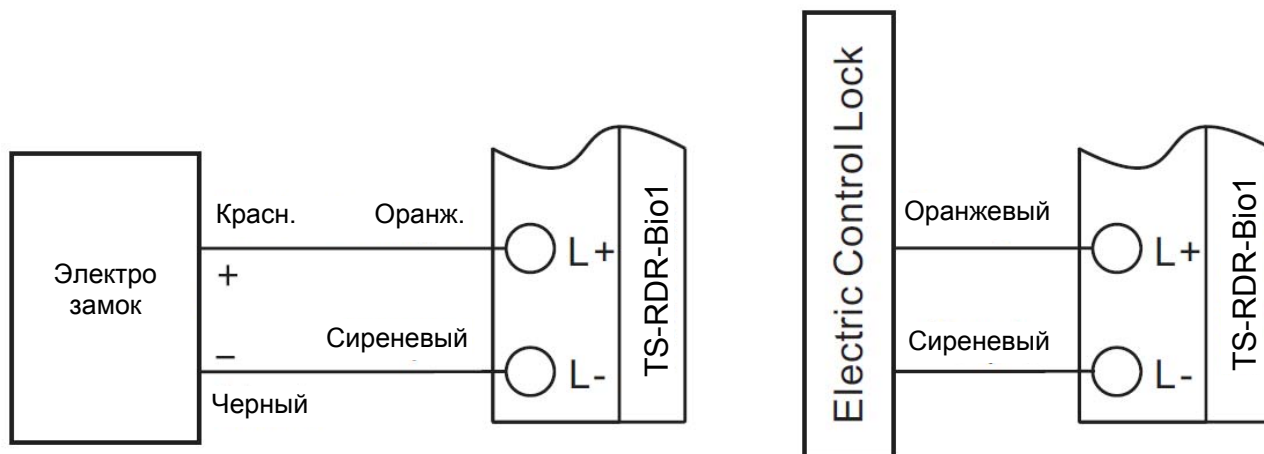 Электро
замок
Красн.
Оранж.
+
L+
Сиреневый
−
L-
Черный
TS-RDR-Bio1
Electric Control Lock
Оранжевый
L+
Сиреневый
L-
TS-RDR-Bio1